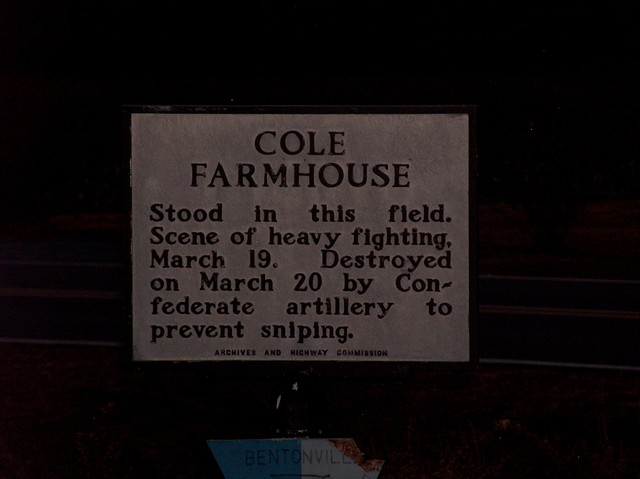 COLE
FARMHOUSE
Stood in this field.
Scene of heavy fighting,
March 19. Destroyed
on March 20 by Con-
federate artillery to
prevent sniping.
ARCHIVES AND HIGHWAY COMMISSION
BENTONVIL